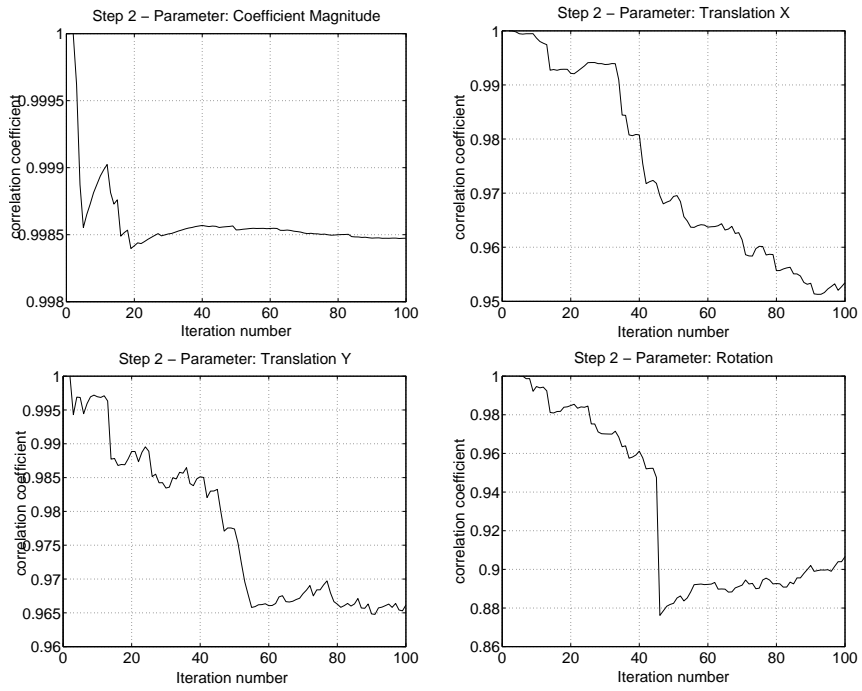 Step 2 − Parameter: Coefficient Magnitude
1
0.9995
0.999
0.9985
0.998
correlation coefficient
0 20 40 60 80 100
Iteration number
Step 2 − Parameter: Translation X
1
0.99
0.98
0.97
0.96
0.95
correlation coefficient
0 20 40 60 80 100
Iteration number
Step 2 − Parameter: Translation Y
1
0.995
0.99
0.985
0.98
0.975
0.97
0.965
0.96
correlation coefficient
0 20 40 60 80 100
Iteration number
Step 2 − Parameter: Rotation
1
0.98
0.96
0.94
0.92
0.9
0.88
0.86
correlation coefficient
0 20 40 60 80 100
Iteration number